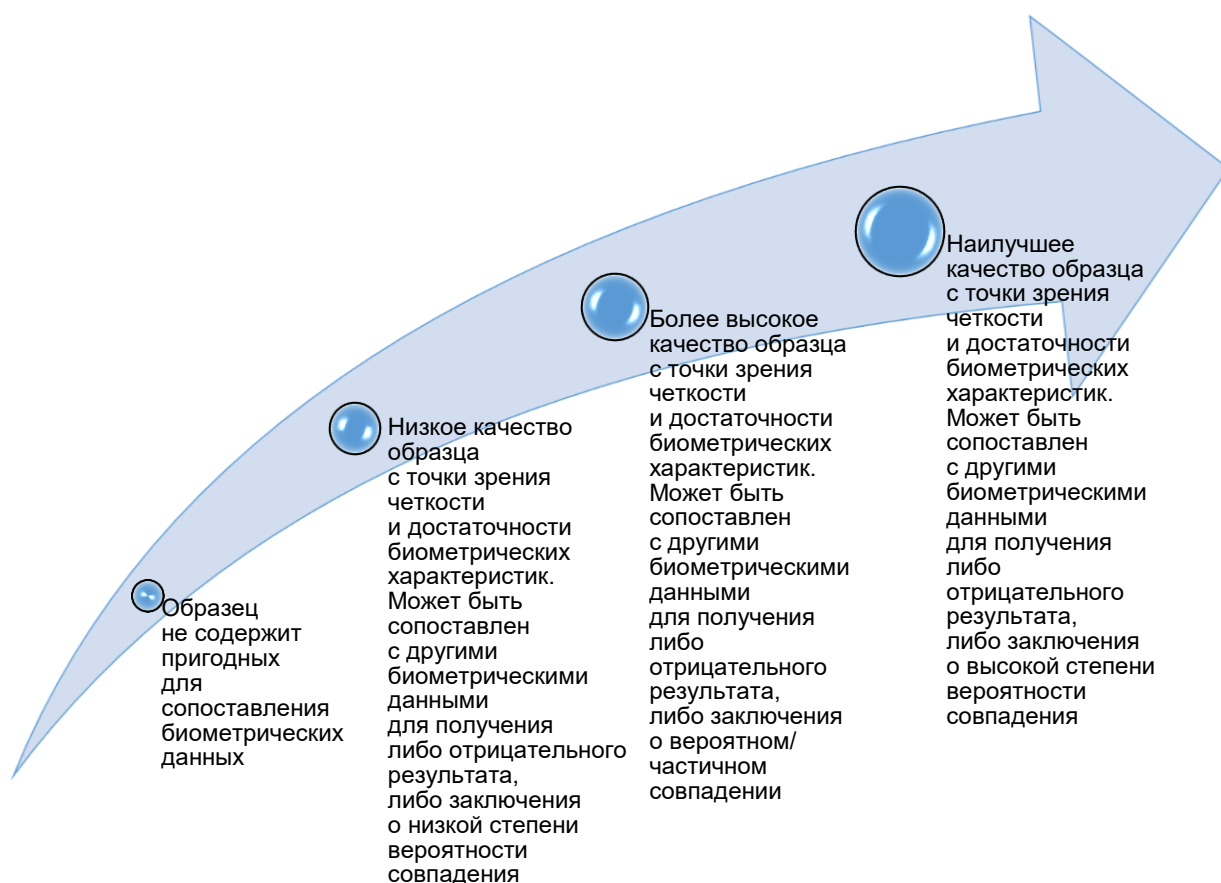 Образец
не содержит
пригодных
для
сопоставления
биометрических
данных
Низкое качество
образца
с точки зрения
четкости
и достаточности
биометрических
характеристик.
Может быть
сопоставлен
с другими
биометрическими
данными
для получения
либо отрицательного
результата,
либо заключения
о низкой степени
вероятности
совпадения
Более высокое
качество образца
с точки зрения
четкости
и достаточности
биометрических
характеристик.
Может быть
сопоставлен
с другими
биометрическими
данными
для получения
либо
отрицательного
результата,
либо заключения
о вероятном/
частичном
совпадении
Наилучшее
качество образца
с точки зрения
четкости
и достаточности
биометрических
характеристик.
Может быть
сопоставлен
с другими
биометрическими
данными
для получения
либо
отрицательного
результата,
либо заключения
о высокой степени
вероятности
совпадения